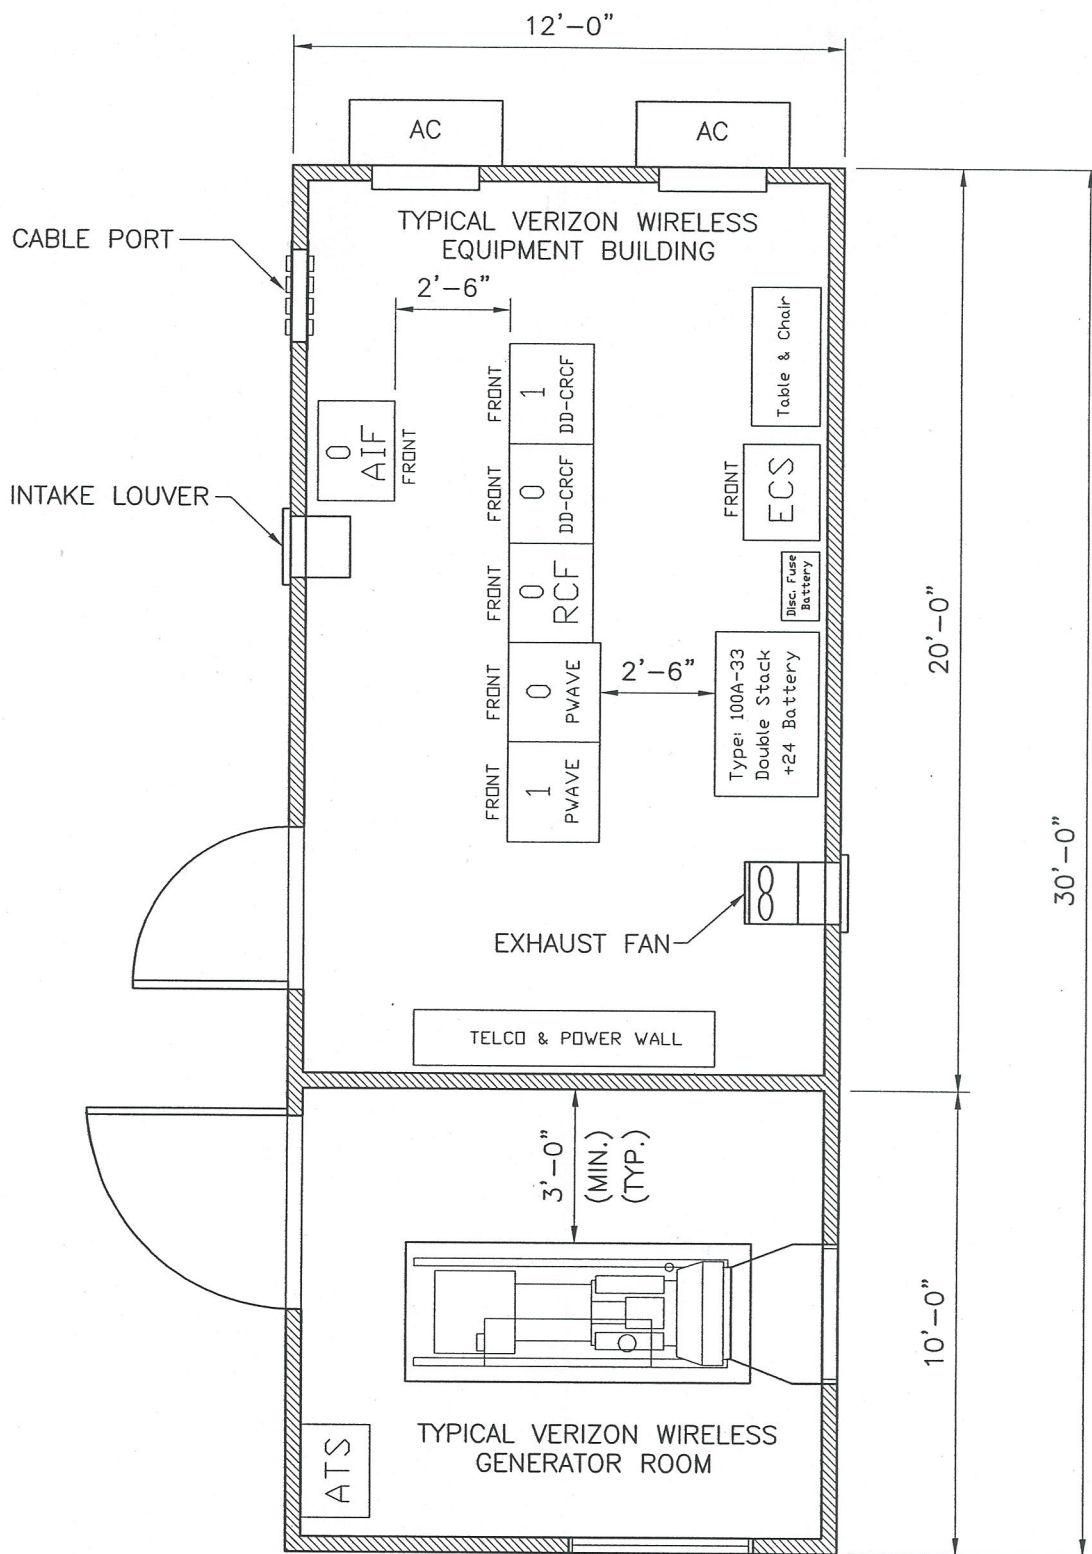 12'-0"
AC
AC
TYPICAL VERIZON WIRELESS
EQUIPMENT BUILDING
CABLE PORT
2'-6"
Table & Chair
FRONT
1
DD-CRCF
0
AIF
FRONT
FRONT
0
DD-CRCF
FRONT
ECS
INTAKE LOUVER
FRONT
0
RCF
Disc. Fuse
Battery
20'-0"
FRONT
0
PWAVE
2'-6"
Type: 100A-33
Double Stack
+24 Battery
FRONT
1
PWAVE
30'-0"
EXHAUST FAN
TELCO & POWER WALL
3'-0"
(MIN.)
(TYP.)
10'-0"
TYPICAL VERIZON WIRELESS
GENERATOR ROOM
ATS